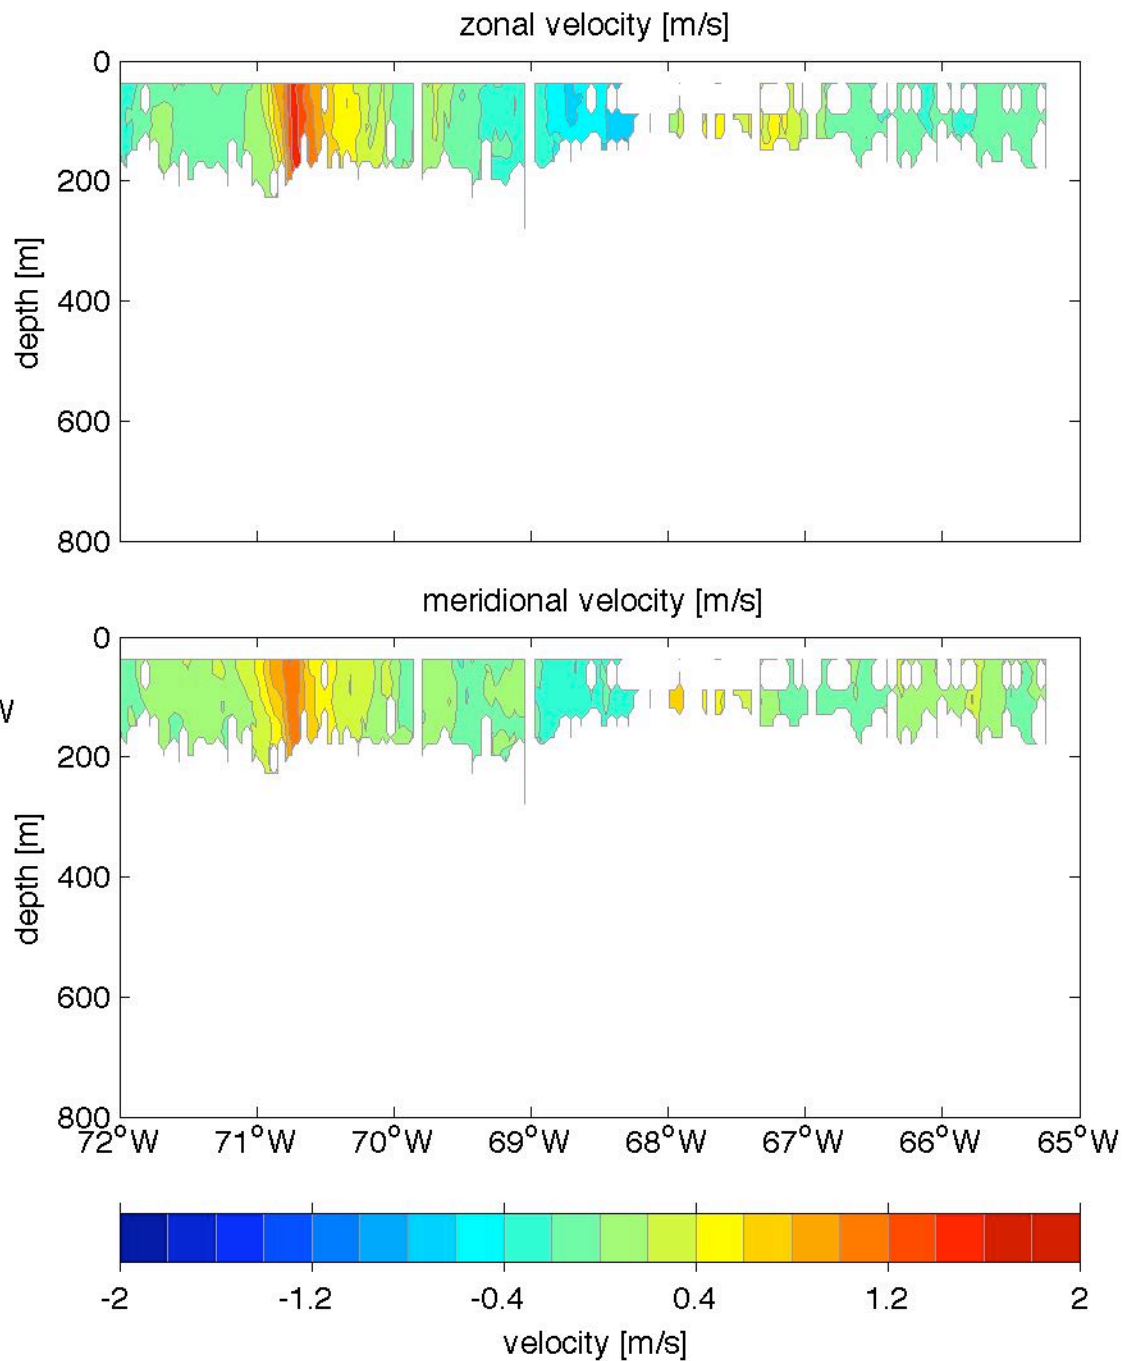 zonal velocity [m/s]
0
200
400
600
800
depth [m]
meridional velocity [m/s]
0
200
400
600
800
depth [m]
W
72°W 71°W 70°W 69°W 68°W 67°W 66°W 65°W
-2 -1.2 -0.4 0.4 1.2 2
velocity [m/s]